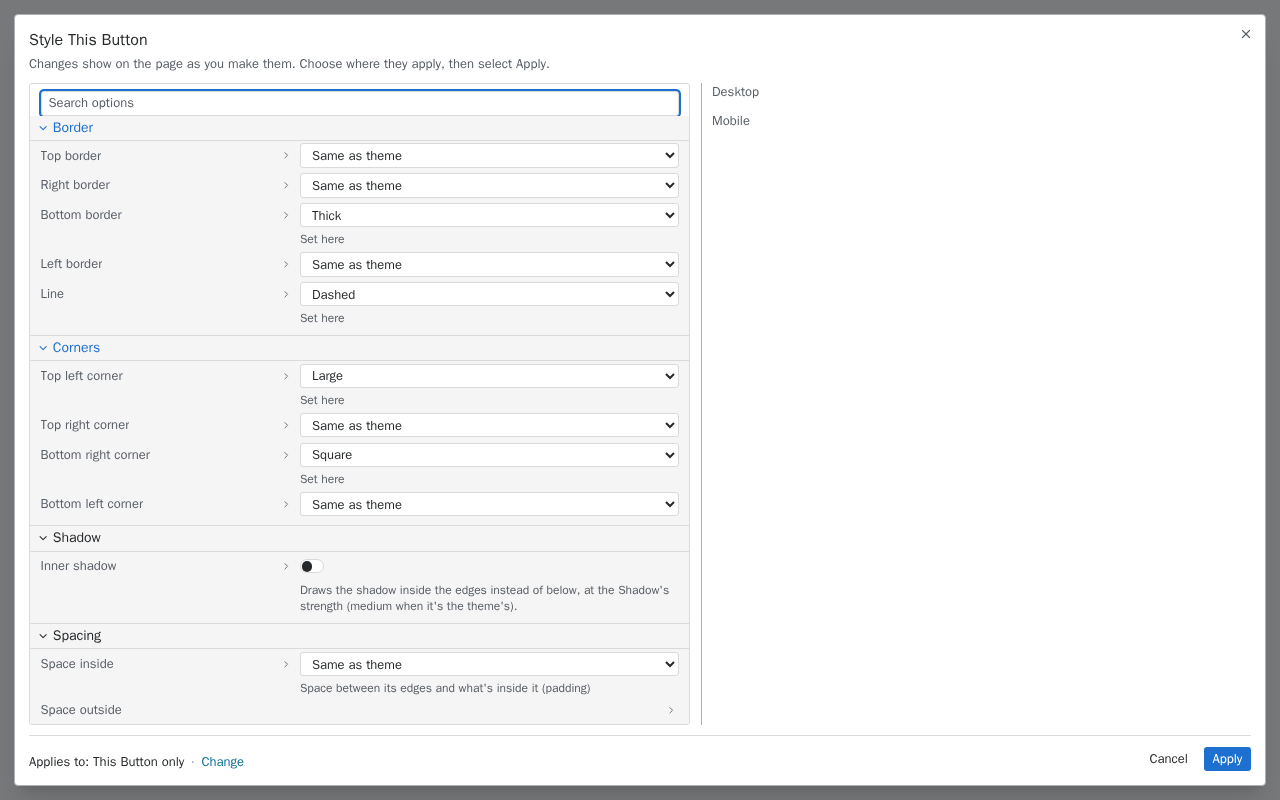 Style This Button
Changes show on the page as you make them. Choose where they apply, then select Apply.
Search options
Border
Top border
Same as theme
Right border
Same as theme
Bottom border
Thick
Set here
Left border
Same as theme
Line
Dashed
Set here
Corners
Top left corner
Large
Set here
Top right corner
Same as theme
Bottom right corner
Square
Set here
Bottom left corner
Same as theme
Shadow
Inner shadow
Draws the shadow inside the edges instead of below, at the Shadow's
strength (medium when it's the theme's).
Spacing
Space inside
Same as theme
Space between its edges and what's inside it (padding)
Space outside
Desktop
Mobile
Applies to: This Button only · Change
Cancel
Apply